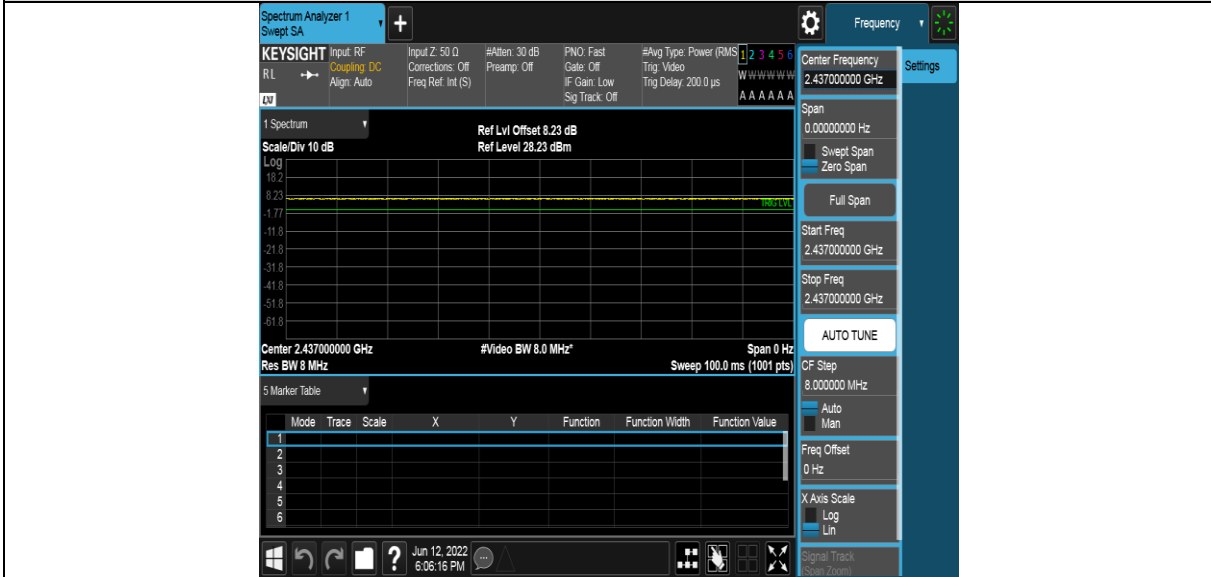 Spectrum Analyzer 1
Swept SA
+
Frequency
KEYSIGHT
RL
LXI
Input: RF
Coupling: DC
Align: Auto
Input Z: 50 Ω
Corrections: Off
Freq Ref: Int (S)
#Atten: 30 dB
Preamp: Off
PNO: Fast
Gate: Off
IF Gain: Low
Sig Track: Off
#Avg Type: Power (RMS
Trig: Video
Trig Delay: 200.0 µs
1 2 3 4 5 6
W W W W W W
A A A A A A
1 Spectrum
Ref Lvl Offset 8.23 dB
Scale/Div 10 dB
Ref Level 28.23 dBm
Log
18.2
8.23
TRIG LVL
-1.77
-11.8
-21.8
-31.8
-41.8
-51.8
-61.8
Center 2.437000000 GHz
#Video BW 8.0 MHz*
Span 0 Hz
Res BW 8 MHz
Sweep 100.0 ms (1001 pts)
5 Marker Table
Mode Trace Scale X Y Function Function Width Function Value
1
2
3
4
5
6
?
Jun 12, 2022
6:06:16 PM
Center Frequency
2.437000000 GHz
Settings
Span
0.00000000 Hz
Swept Span
Zero Span
Full Span
Start Freq
2.437000000 GHz
Stop Freq
2.437000000 GHz
AUTO TUNE
CF Step
8.000000 MHz
Auto
Man
Freq Offset
0 Hz
X Axis Scale
Log
Lin
Signal Track
(Span Zoom)